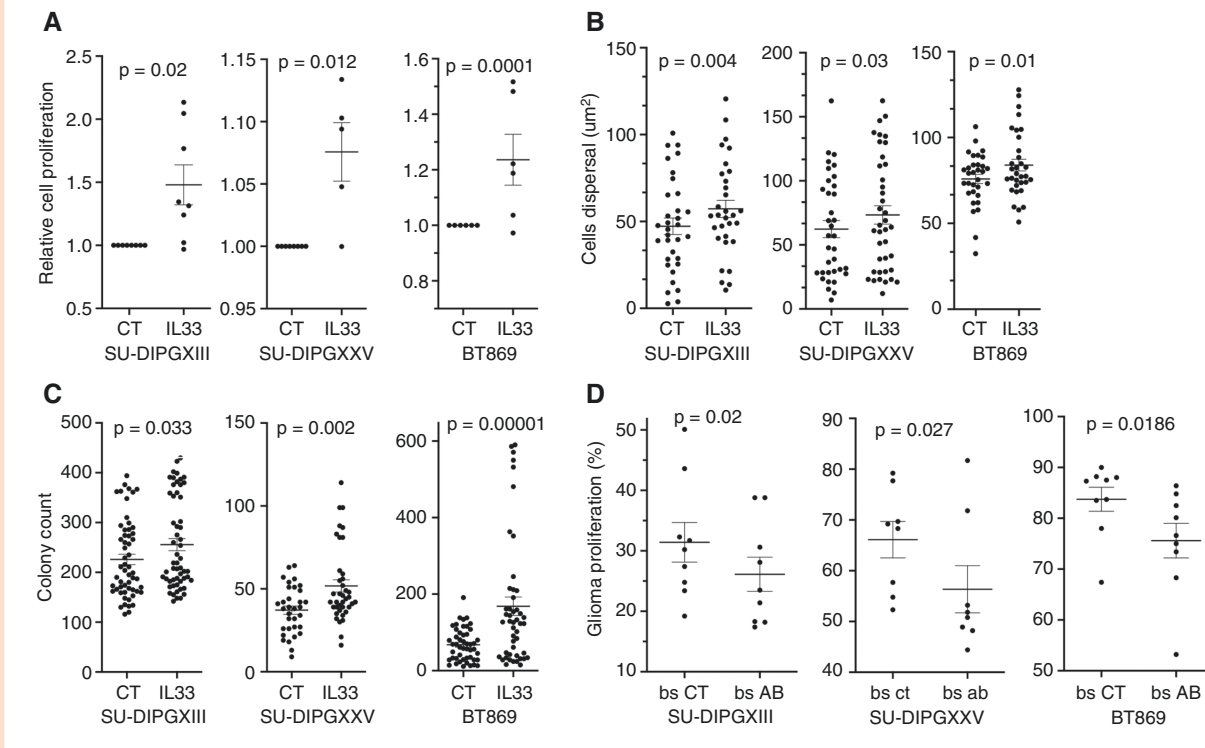 A
Relative cell proliferation
p = 0.02
2.5
2.0
1.5
1.0
0.5
CT IL33
SU-DIPGXIII
p = 0.012
1.15
1.10
1.05
1.00
0.95
CT IL33
SU-DIPGXXV
p = 0.0001
1.6
1.4
1.2
1.0
0.8
CT IL33
BT869
B
Cells dispersal (um²)
p = 0.004
150
100
50
0
CT IL33
SU-DIPGXIII
p = 0.03
200
150
100
50
0
CT IL33
SU-DIPGXXV
p = 0.01
150
100
50
0
CT IL33
BT869
C
Colony count
p = 0.033
500
400
300
200
100
0
CT IL33
SU-DIPGXIII
p = 0.002
150
100
50
0
CT IL33
SU-DIPGXXV
p = 0.00001
600
400
200
0
CT IL33
BT869
D
Glioma proliferation (%)
p = 0.02
50
40
30
20
10
bs CT bs AB
SU-DIPGXIII
p = 0.027
90
80
70
60
50
40
bs ct bs ab
SU-DIPGXXV
p = 0.0186
100
90
80
70
60
50
bs CT bs AB
BT869